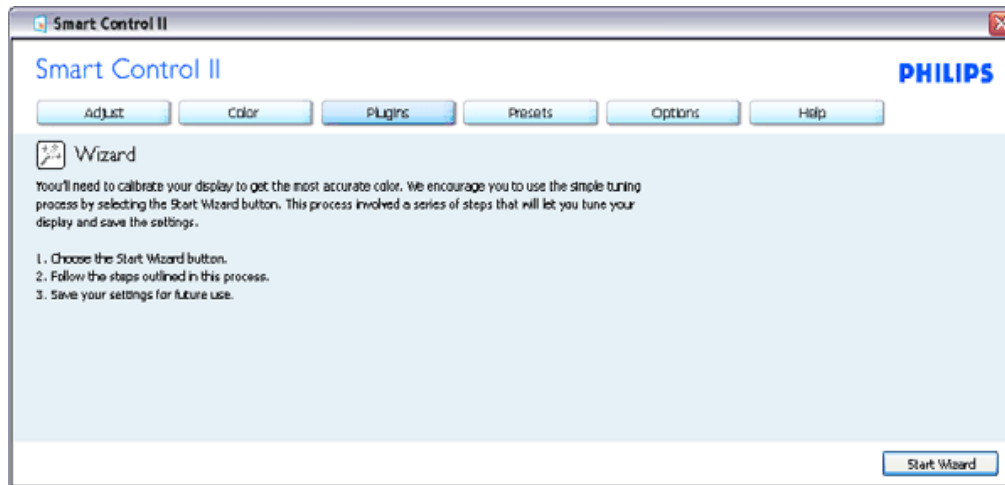 Smart Control II
Smart Control II
PHILIPS
Adjust Color Plugins Presets Options Help
Wizard
Yoou'll need to calibrate your display to get the most accurate color. We encourage you to use the simple tuning
process by selecting the Start Wizard button. This process involved a series of steps that will let you tune your
display and save the settings.
1. Choose the Start Wizard button.
2. Follow the steps outlined in this process.
3. Save your settings for future use.
Start Wizard